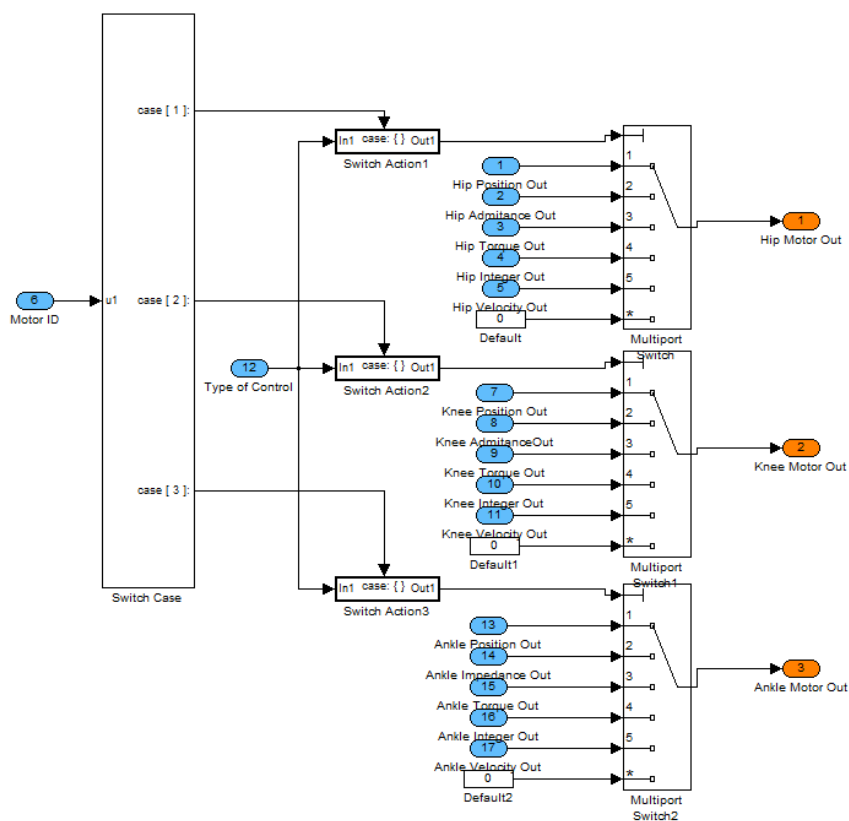 case [ 1 ]:
In1 case: { } Out1
Switch Action1
1
Hip Position Out
2
Hip Admitance Out
3
Hip Torque Out
4
Hip Integer Out
5
Hip Velocity Out
0
Default
1
2
3
4
5
*
Multiport
Switch
1
Hip Motor Out
6
Motor ID
u1
case [ 2 ]:
12
Type of Control
In1 case: { } Out1
Switch Action2
7
Knee Position Out
8
Knee AdmitanceOut
9
Knee Torque Out
10
Knee Integer Out
11
Knee Velocity Out
0
Default1
1
2
3
4
5
*
Multiport
Switch1
2
Knee Motor Out
case [ 3 ]:
Switch Case
In1 case: { } Out1
Switch Action3
13
Ankle Position Out
14
Ankle Impedance Out
15
Ankle Torque Out
16
Ankle Integer Out
17
Ankle Velocity Out
0
Default2
1
2
3
4
5
*
Multiport
Switch2
3
Ankle Motor Out